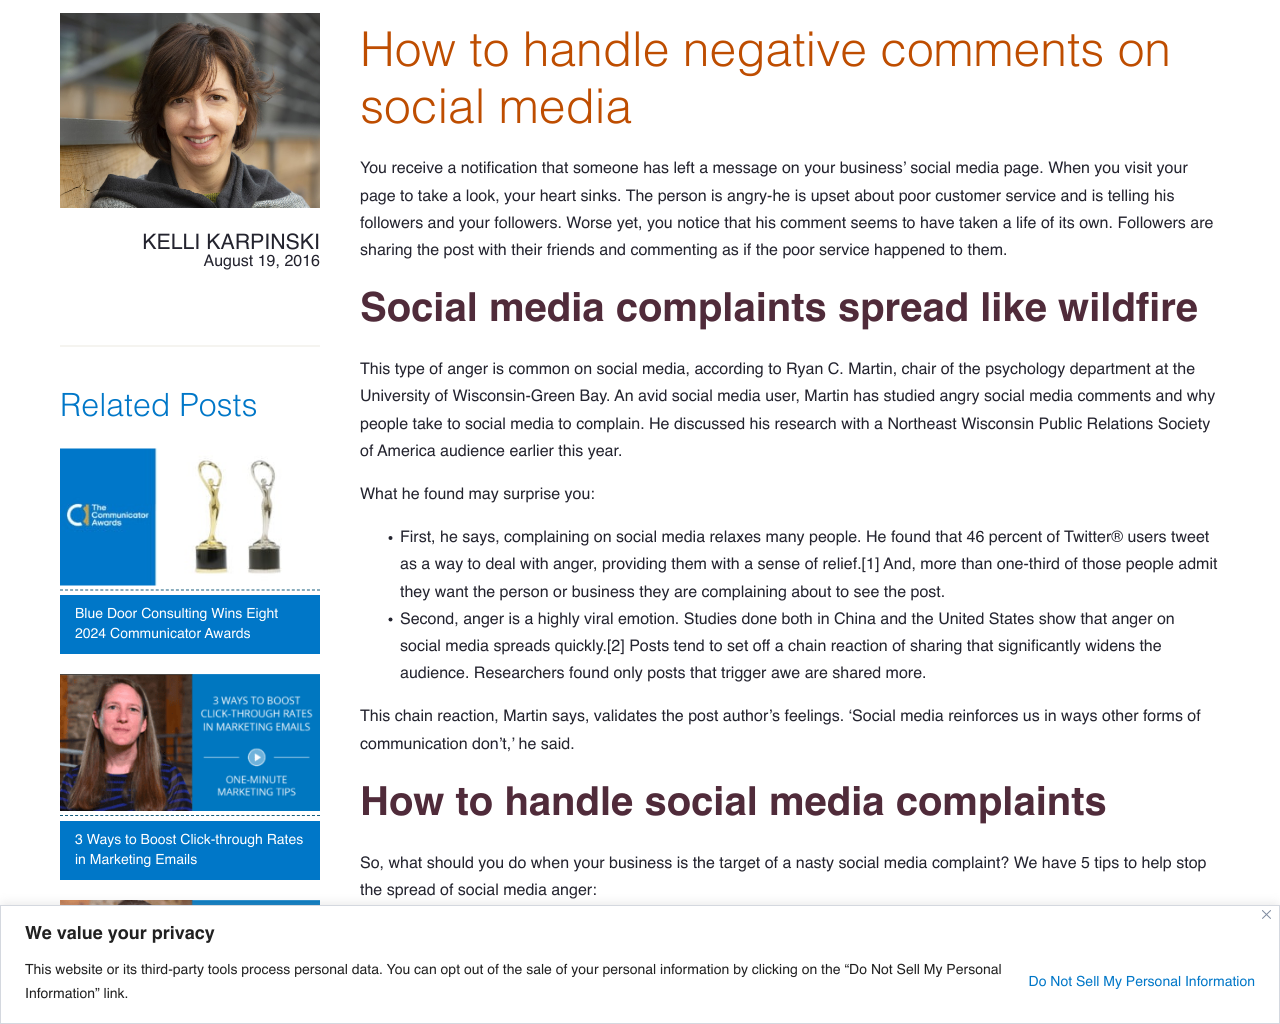 KELLI KARPINSKI
August 19, 2016
Related Posts
The
Communicator
Awards
Blue Door Consulting Wins Eight
2024 Communicator Awards
3 WAYS TO BOOST
CLICK-THROUGH RATES
IN MARKETING EMAILS
ONE-MINUTE
MARKETING TIPS
3 Ways to Boost Click-through Rates
in Marketing Emails
How to handle negative comments on
social media
You receive a notification that someone has left a message on your business’ social media page. When you visit your
page to take a look, your heart sinks. The person is angry-he is upset about poor customer service and is telling his
followers and your followers. Worse yet, you notice that his comment seems to have taken a life of its own. Followers are
sharing the post with their friends and commenting as if the poor service happened to them.
Social media complaints spread like wildfire
This type of anger is common on social media, according to Ryan C. Martin, chair of the psychology department at the
University of Wisconsin-Green Bay. An avid social media user, Martin has studied angry social media comments and why
people take to social media to complain. He discussed his research with a Northeast Wisconsin Public Relations Society
of America audience earlier this year.
What he found may surprise you:
• First, he says, complaining on social media relaxes many people. He found that 46 percent of Twitter® users tweet
as a way to deal with anger, providing them with a sense of relief.[1] And, more than one-third of those people admit
they want the person or business they are complaining about to see the post.
• Second, anger is a highly viral emotion. Studies done both in China and the United States show that anger on
social media spreads quickly.[2] Posts tend to set off a chain reaction of sharing that significantly widens the
audience. Researchers found only posts that trigger awe are shared more.
This chain reaction, Martin says, validates the post author’s feelings. ‘Social media reinforces us in ways other forms of
communication don’t,’ he said.
How to handle social media complaints
So, what should you do when your business is the target of a nasty social media complaint? We have 5 tips to help stop
the spread of social media anger:
We value your privacy
This website or its third-party tools process personal data. You can opt out of the sale of your personal information by clicking on the “Do Not Sell My Personal
Information” link.
Do Not Sell My Personal Information